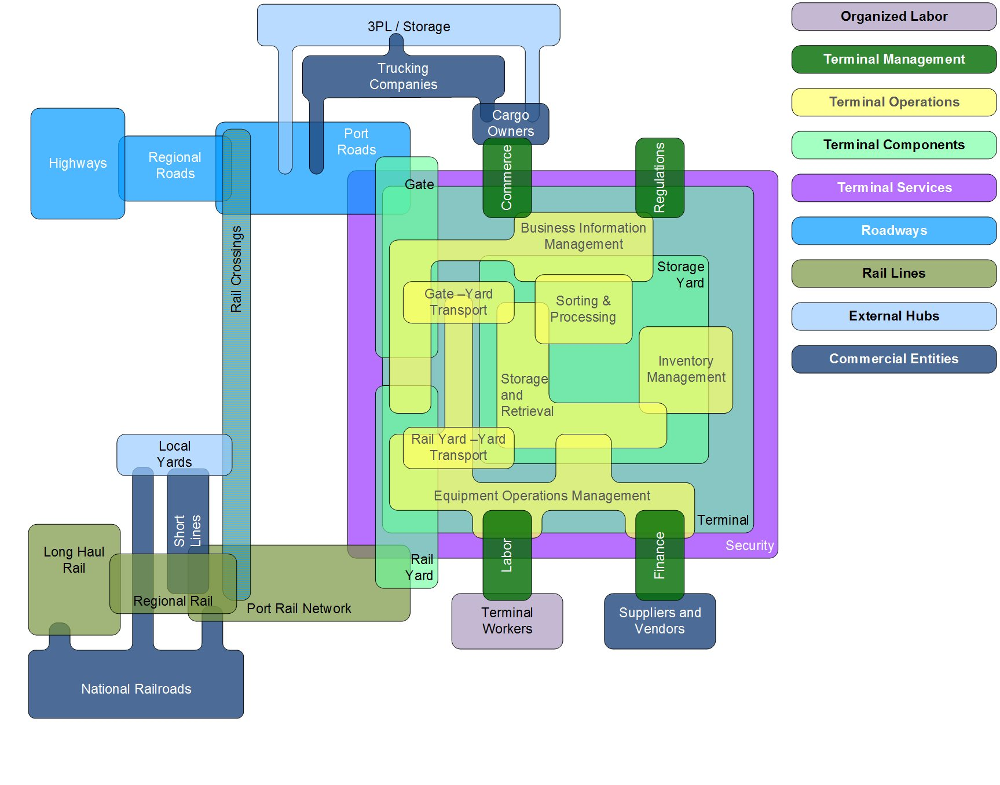 3PL / Storage
Trucking
Companies
Cargo
Owners
Highways
Regional
Roads
Port
Roads
Rail Crossings
Gate
Commerce
Regulations
Business Information
Management
Storage
Yard
Gate –Yard
Transport
Sorting &
Processing
Inventory
Management
Storage
and
Retrieval
Rail Yard –Yard
Transport
Equipment Operations Management
Terminal
Security
Labor
Finance
Rail
Yard
Terminal
Workers
Suppliers and
Vendors
Local
Yards
Short
Lines
Long Haul
Rail
Regional Rail
Port Rail Network
National Railroads
Organized Labor
Terminal Management
Terminal Operations
Terminal Components
Terminal Services
Roadways
Rail Lines
External Hubs
Commercial Entities